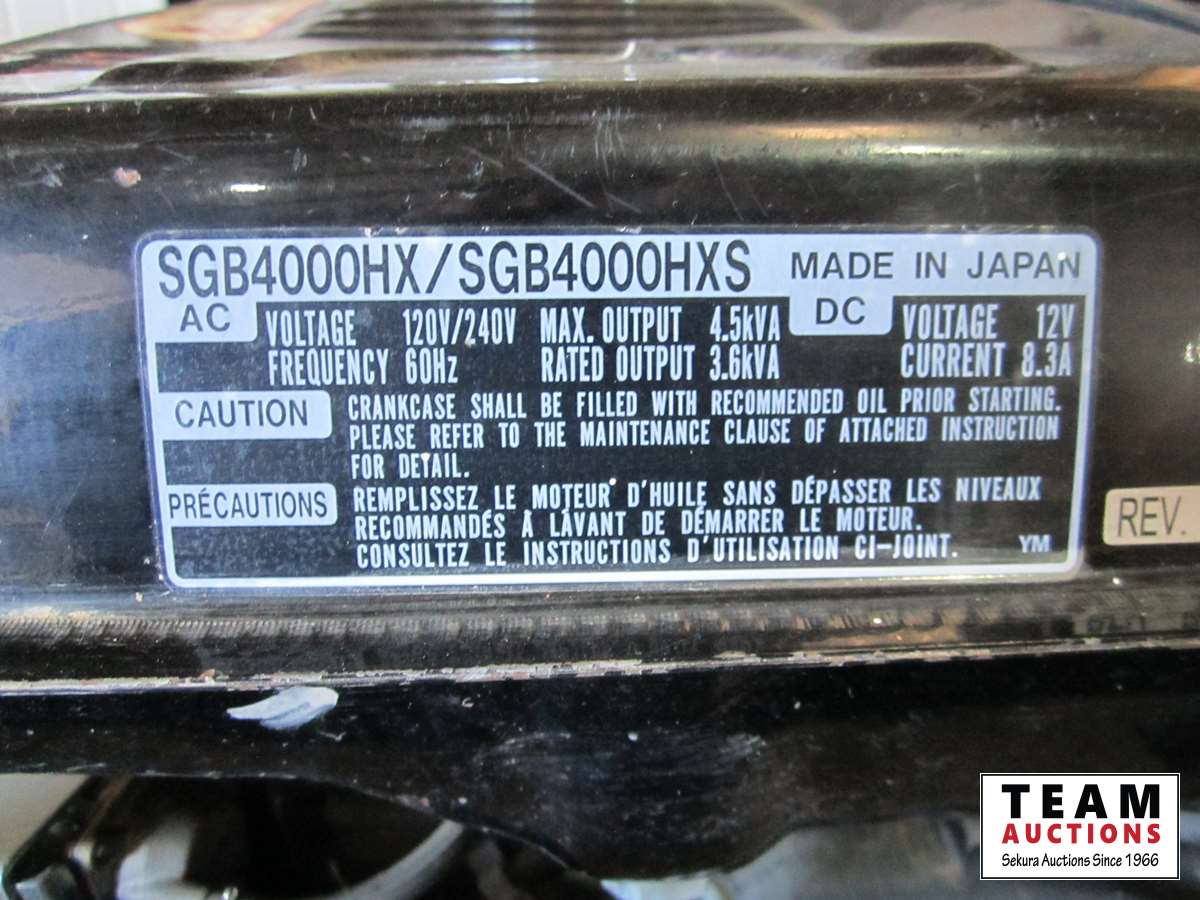 SGB4000HX/SGB4000HXS MADE IN JAPAN
AC VOLTAGE 120V/240V MAX. OUTPUT 4.5kVA DC VOLTAGE 12V
FREQUENCY 60Hz RATED OUTPUT 3.6kVA CURRENT 8.3A
CAUTION CRANKCASE SHALL BE FILLED WITH RECOMMENDED OIL PRIOR STARTING.
PLEASE REFER TO THE MAINTENANCE CLAUSE OF ATTACHED INSTRUCTION
FOR DETAIL.
PRÉCAUTIONS REMPLISSEZ LE MOTEUR D'HUILE SANS DÉPASSER LES NIVEAUX
RECOMMANDÉS À LAVANT DE DÉMARRER LE MOTEUR.
CONSULTEZ LE INSTRUCTIONS D'UTILISATION CI-JOINT. YM
REV.
TEAM
AUCTIONS
Sekura Auctions Since 1966